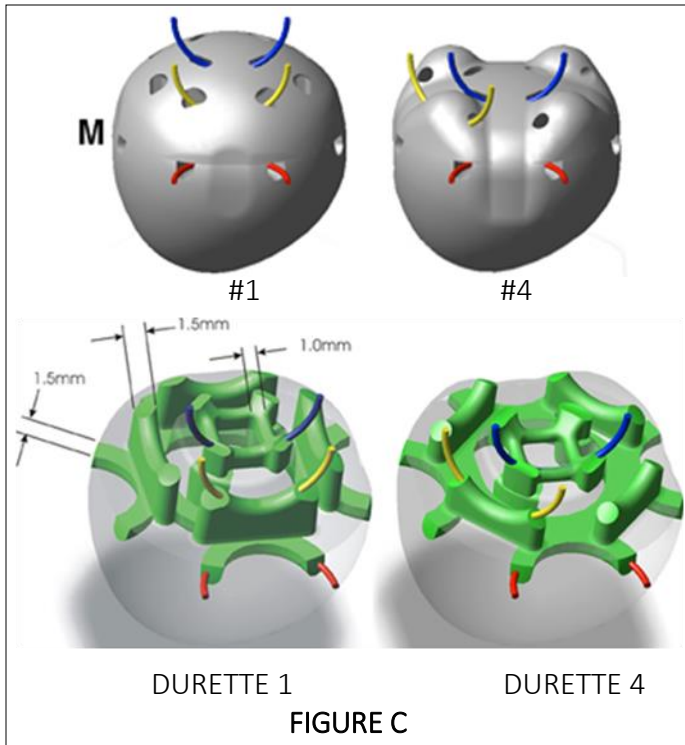 M
#1 #4
1.5mm
1.0mm
1.5mm
DURETTE 1 DURETTE 4
FIGURE C